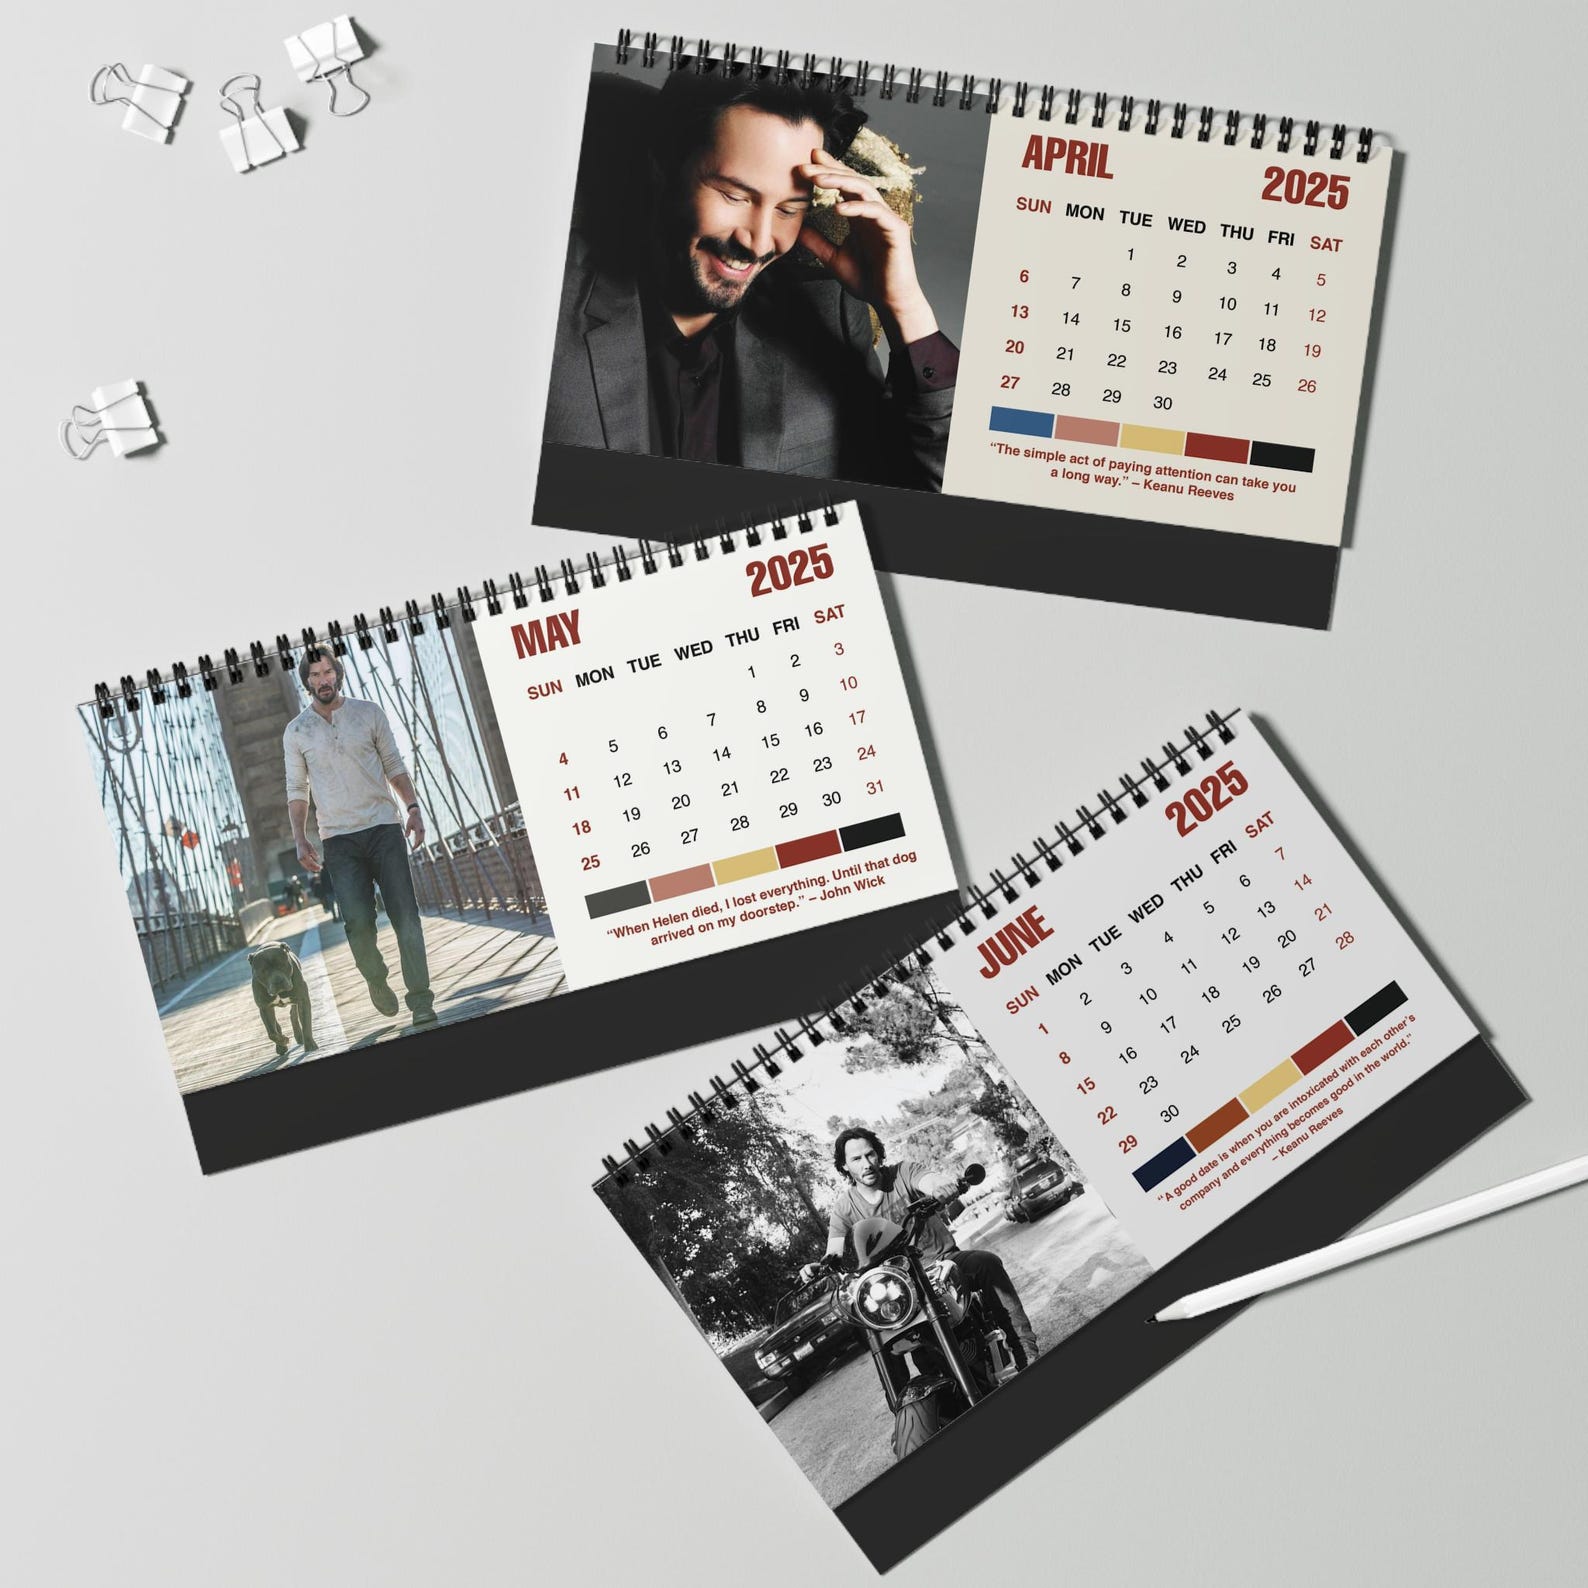 APRIL 2025
SUN MON TUE WED THU FRI SAT
1 2 3 4 5
6 7 8 9 10 11 12
13 14 15 16 17 18 19
20 21 22 23 24 25 26
27 28 29 30
“The simple act of paying attention can take you
a long way.” – Keanu Reeves
MAY 2025
SUN MON TUE WED THU FRI SAT
1 2 3
4 5 6 7 8 9 10
11 12 13 14 15 16 17
18 19 20 21 22 23 24
25 26 27 28 29 30 31
“When Helen died, I lost everything. Until that dog
arrived on my doorstep.” – John Wick
JUNE 2025
SUN MON TUE WED THU FRI SAT
1 2 3 4 5 6 7
8 9 10 11 12 13 14
15 16 17 18 19 20 21
22 23 24 25 26 27 28
29 30
“A good date is when you are intoxicated with each other's
company and everything becomes good in the world.”
– Keanu Reeves